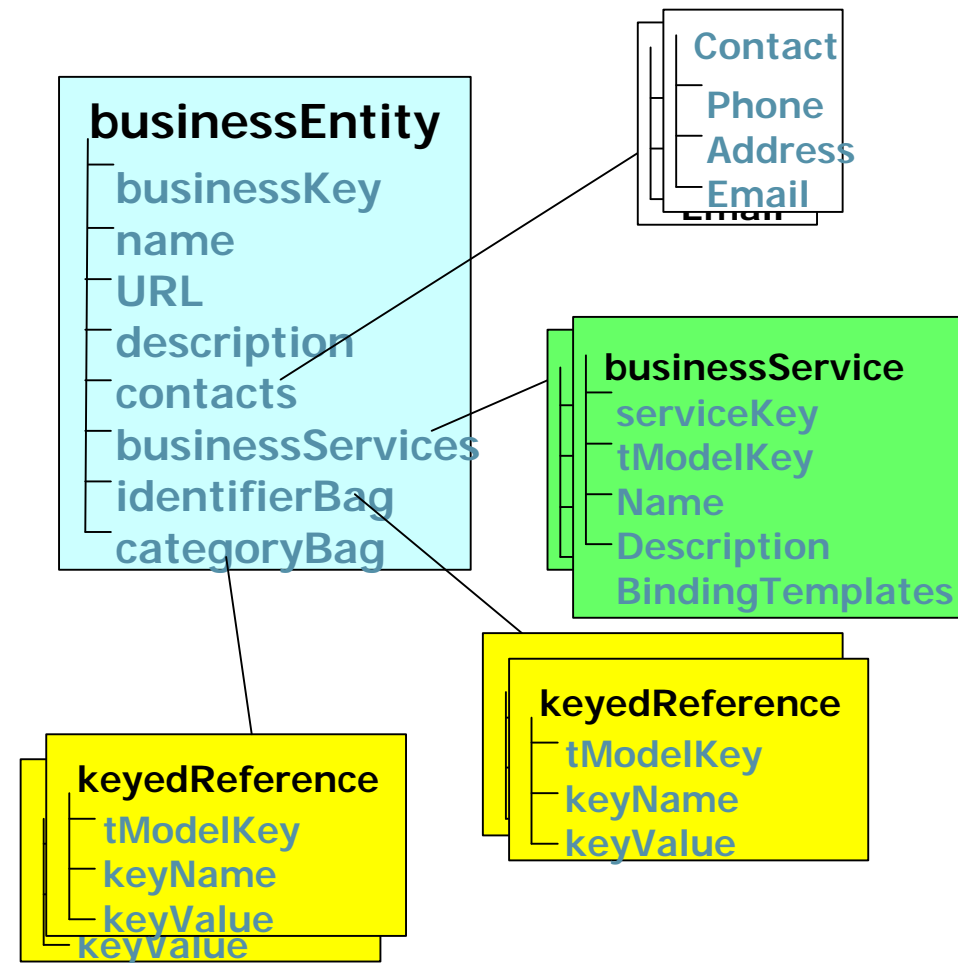 businessEntity
businessKey
name
URL
description
contacts
businessServices
identifierBag
categoryBag
Contact
Phone
Address
Email
Email
businessService
serviceKey
tModelKey
Name
Description
BindingTemplates
keyedReference
tModelKey
keyName
keyValue
keyedReference
tModelKey
keyName
keyValue
keyValue